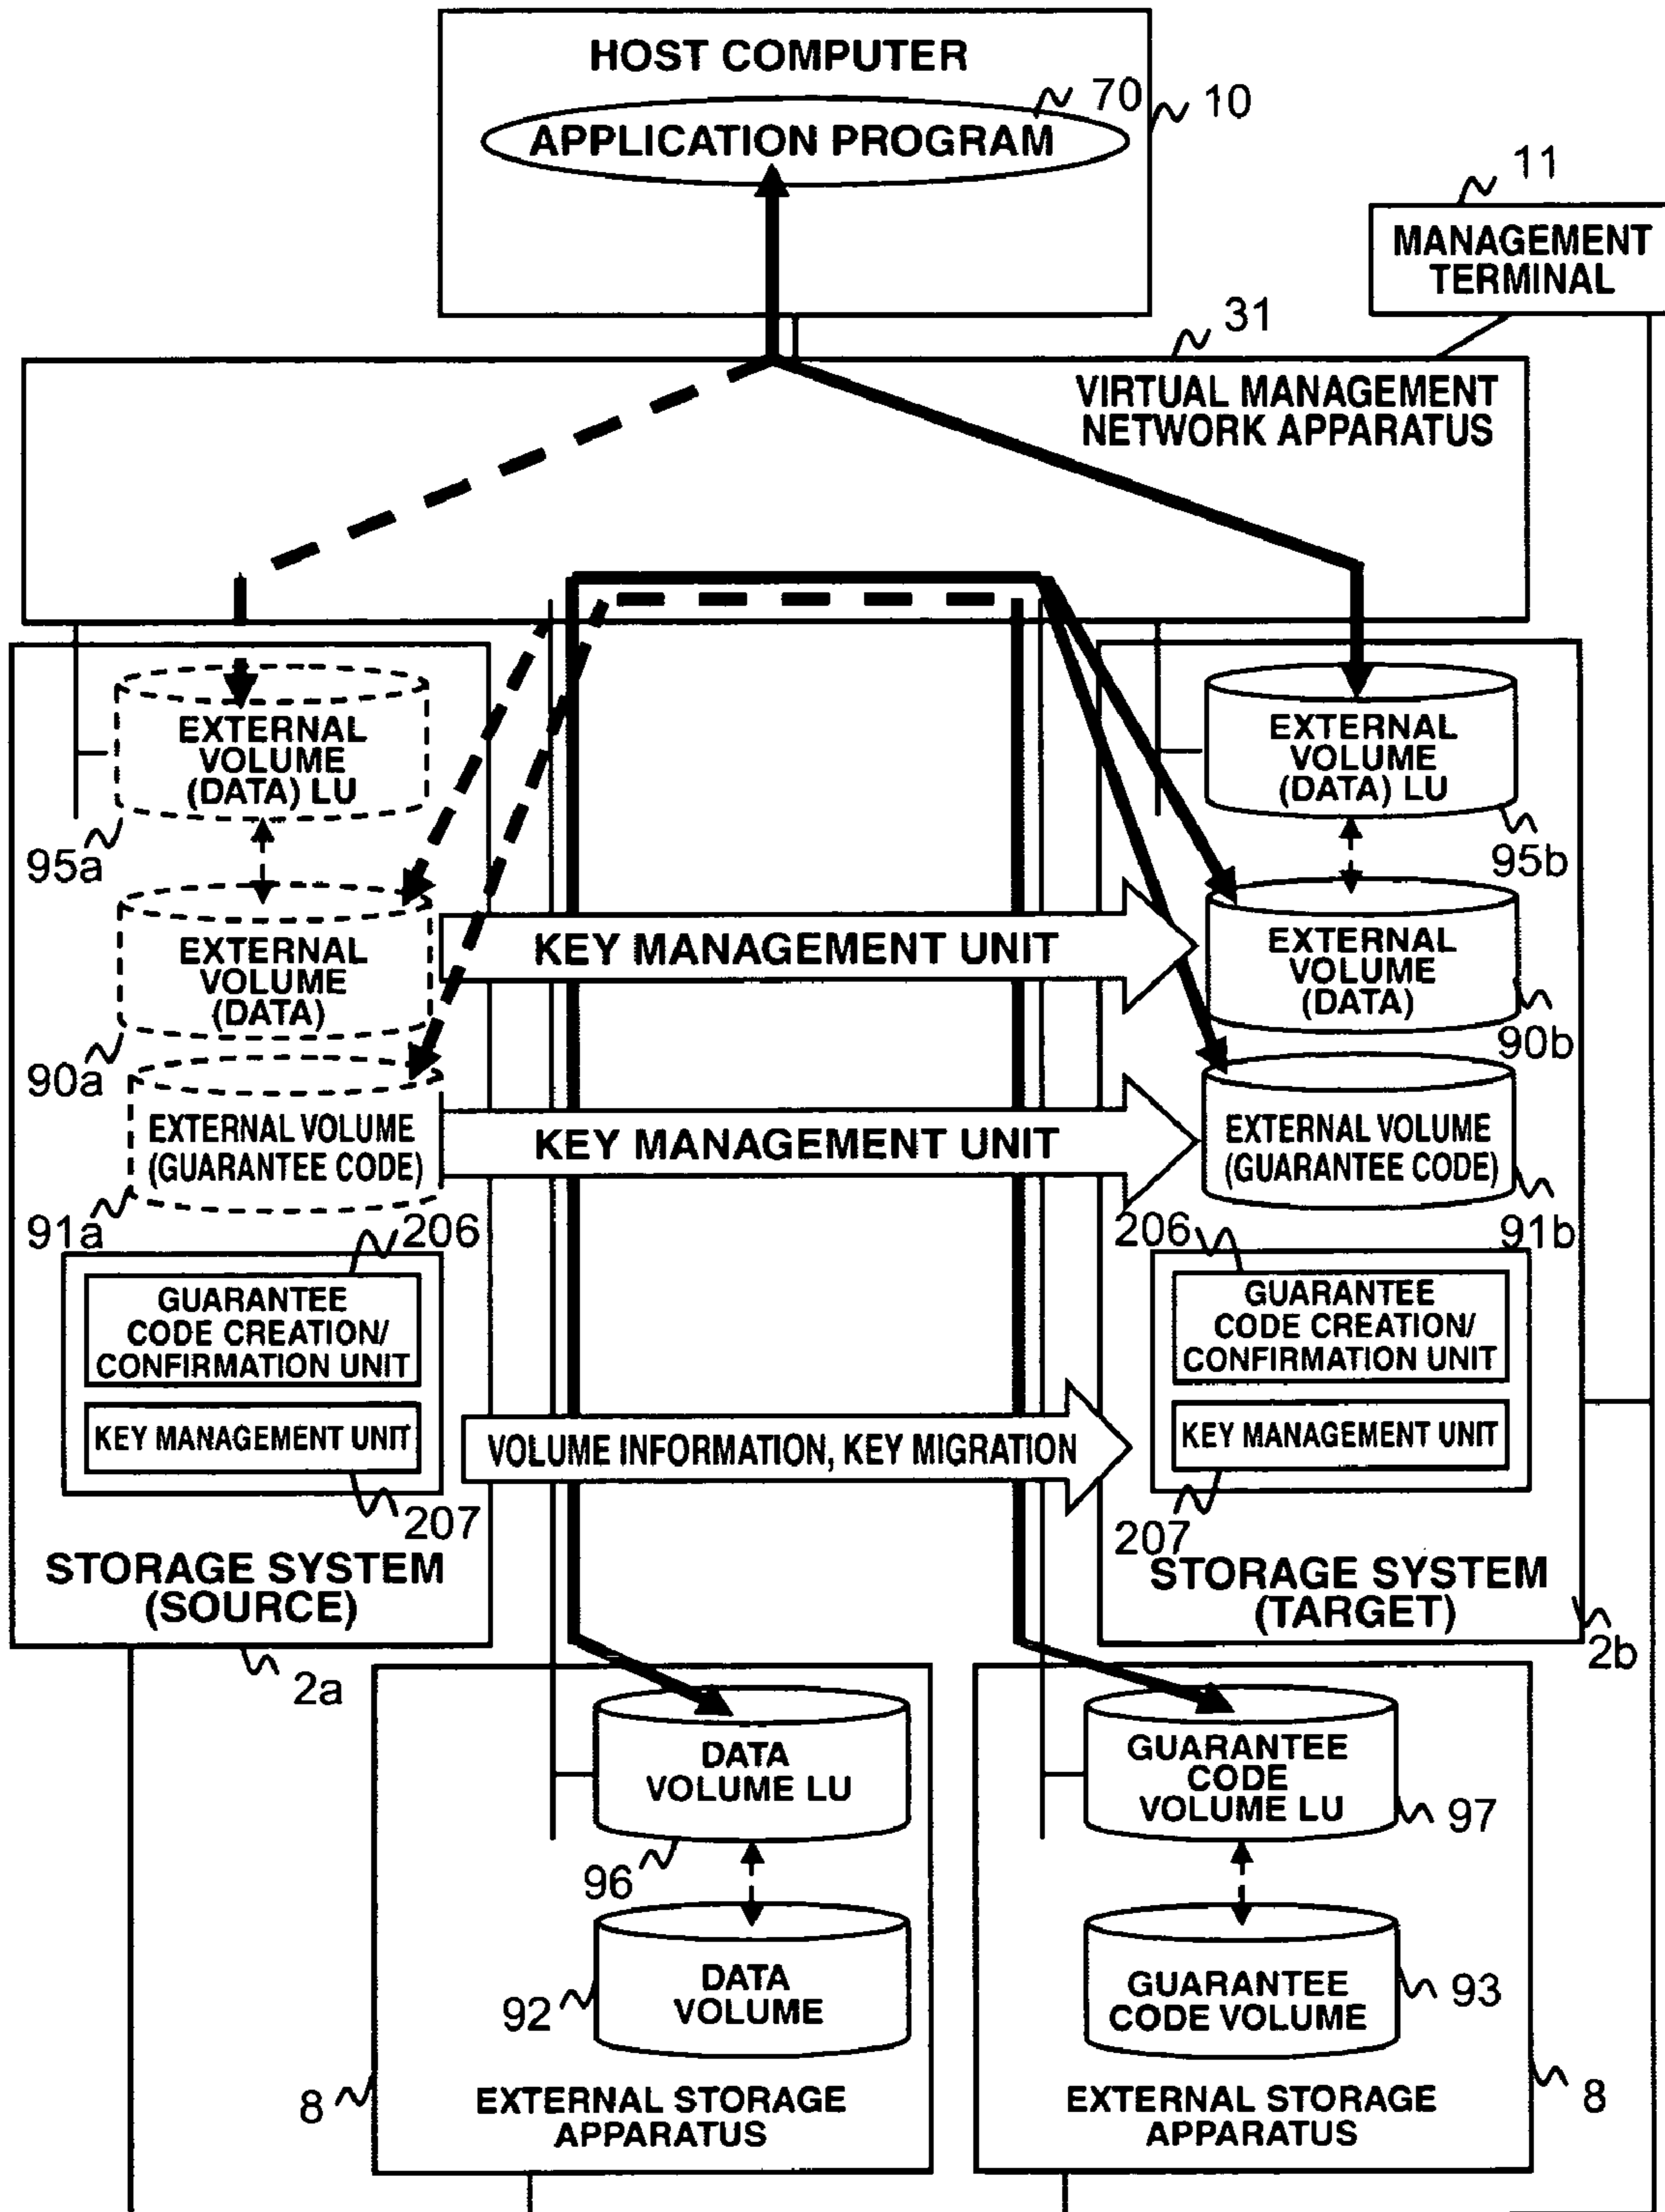 HOST COMPUTER
70
10
APPLICATION PROGRAM
11
MANAGEMENT
TERMINAL
31
VIRTUAL MANAGEMENT
NETWORK APPARATUS
EXTERNAL
VOLUME
(DATA) LU
95a
EXTERNAL
VOLUME
(DATA) LU
95b
EXTERNAL
VOLUME
(DATA)
90a
KEY MANAGEMENT UNIT
EXTERNAL
VOLUME
(DATA)
90b
EXTERNAL VOLUME
(GUARANTEE CODE)
91a
KEY MANAGEMENT UNIT
EXTERNAL VOLUME
(GUARANTEE CODE)
91b
206
GUARANTEE
CODE CREATION/
CONFIRMATION UNIT
KEY MANAGEMENT UNIT
207
VOLUME INFORMATION, KEY MIGRATION
206
GUARANTEE
CODE CREATION/
CONFIRMATION UNIT
KEY MANAGEMENT UNIT
207
STORAGE SYSTEM
(SOURCE)
2a
STORAGE SYSTEM
(TARGET)
2b
DATA
VOLUME LU
96
DATA
VOLUME
92
8
EXTERNAL STORAGE
APPARATUS
GUARANTEE
CODE
VOLUME LU
97
GUARANTEE
CODE VOLUME
93
EXTERNAL STORAGE
APPARATUS
8